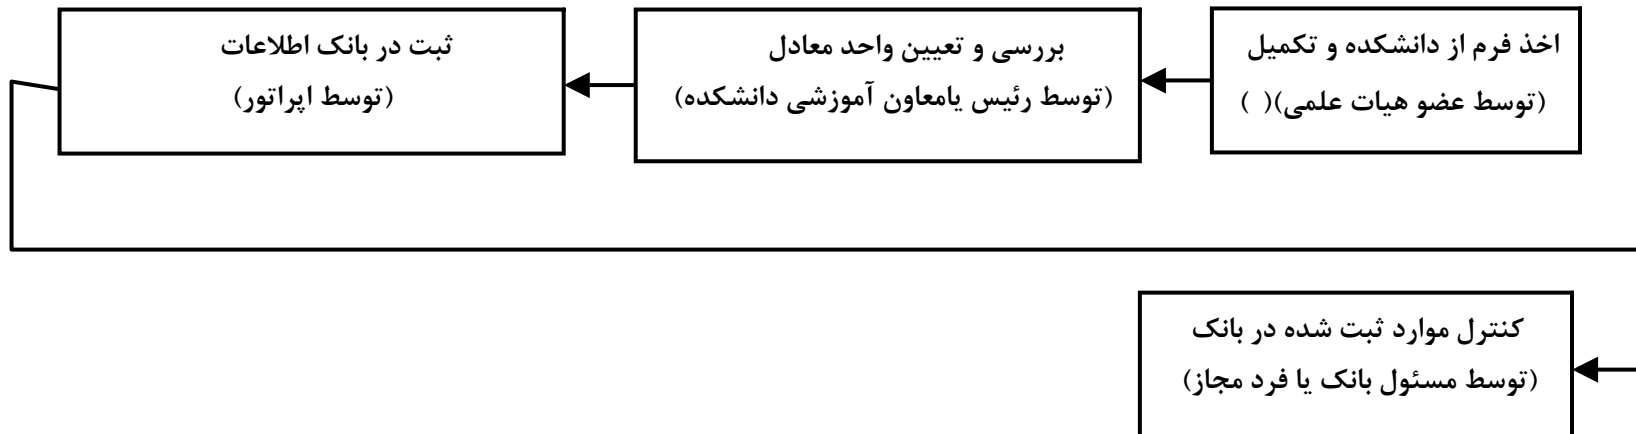 اخذ فرم از دانشکده و تکمیل
(توسط عضو هیات علمی)( )
بررسی و تعیین واحد معادل
(توسط رئیس یامعاون آموزشی دانشکده)
ثبت در بانک اطلاعات
(توسط اپراتور)
کنترل موارد ثبت شده در بانک
(توسط مسئول بانک یا فرد مجاز)